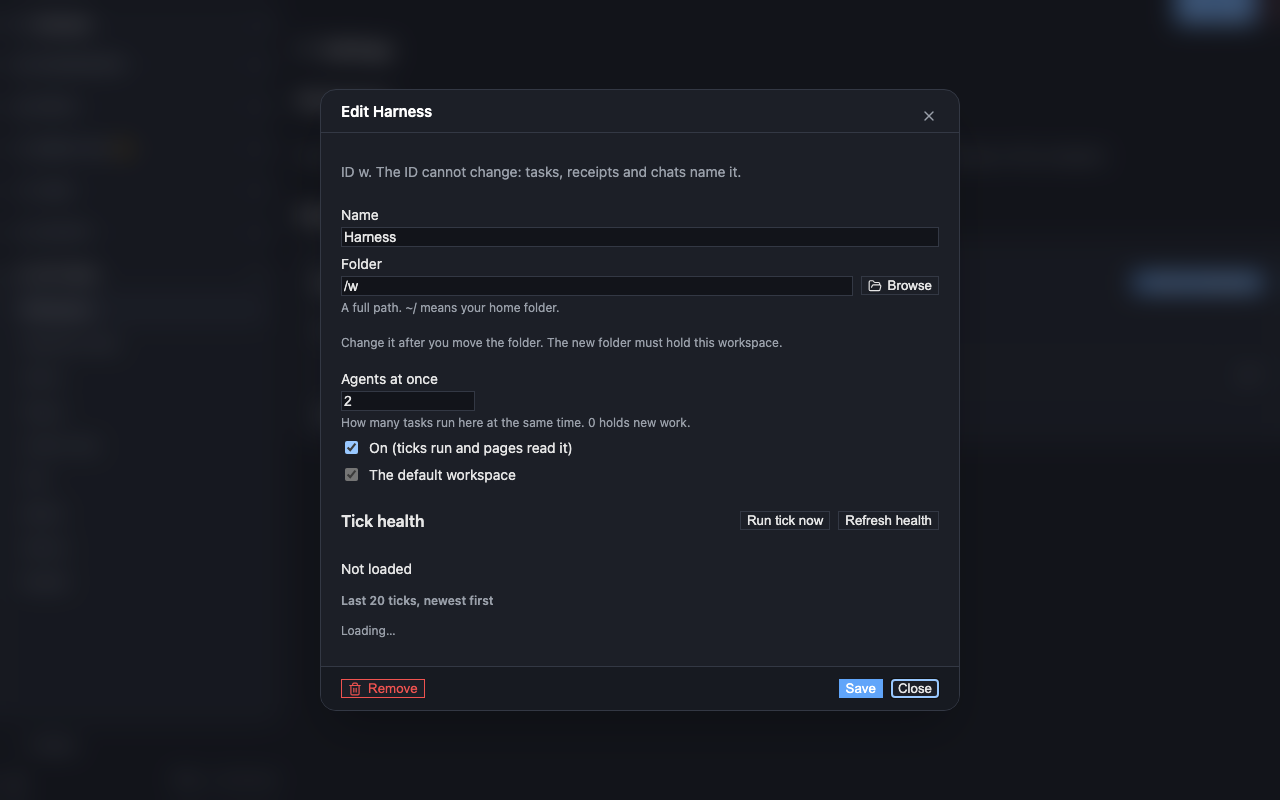 Edit Harness
ID w. The ID cannot change: tasks, receipts and chats name it.
Name
Harness
Folder
/w
Browse
A full path. ~/ means your home folder.
Change it after you move the folder. The new folder must hold this workspace.
Agents at once
2
How many tasks run here at the same time. 0 holds new work.
On (ticks run and pages read it)
The default workspace
Tick health
Run tick now
Refresh health
Not loaded
Last 20 ticks, newest first
Loading…
Remove
Save
Close